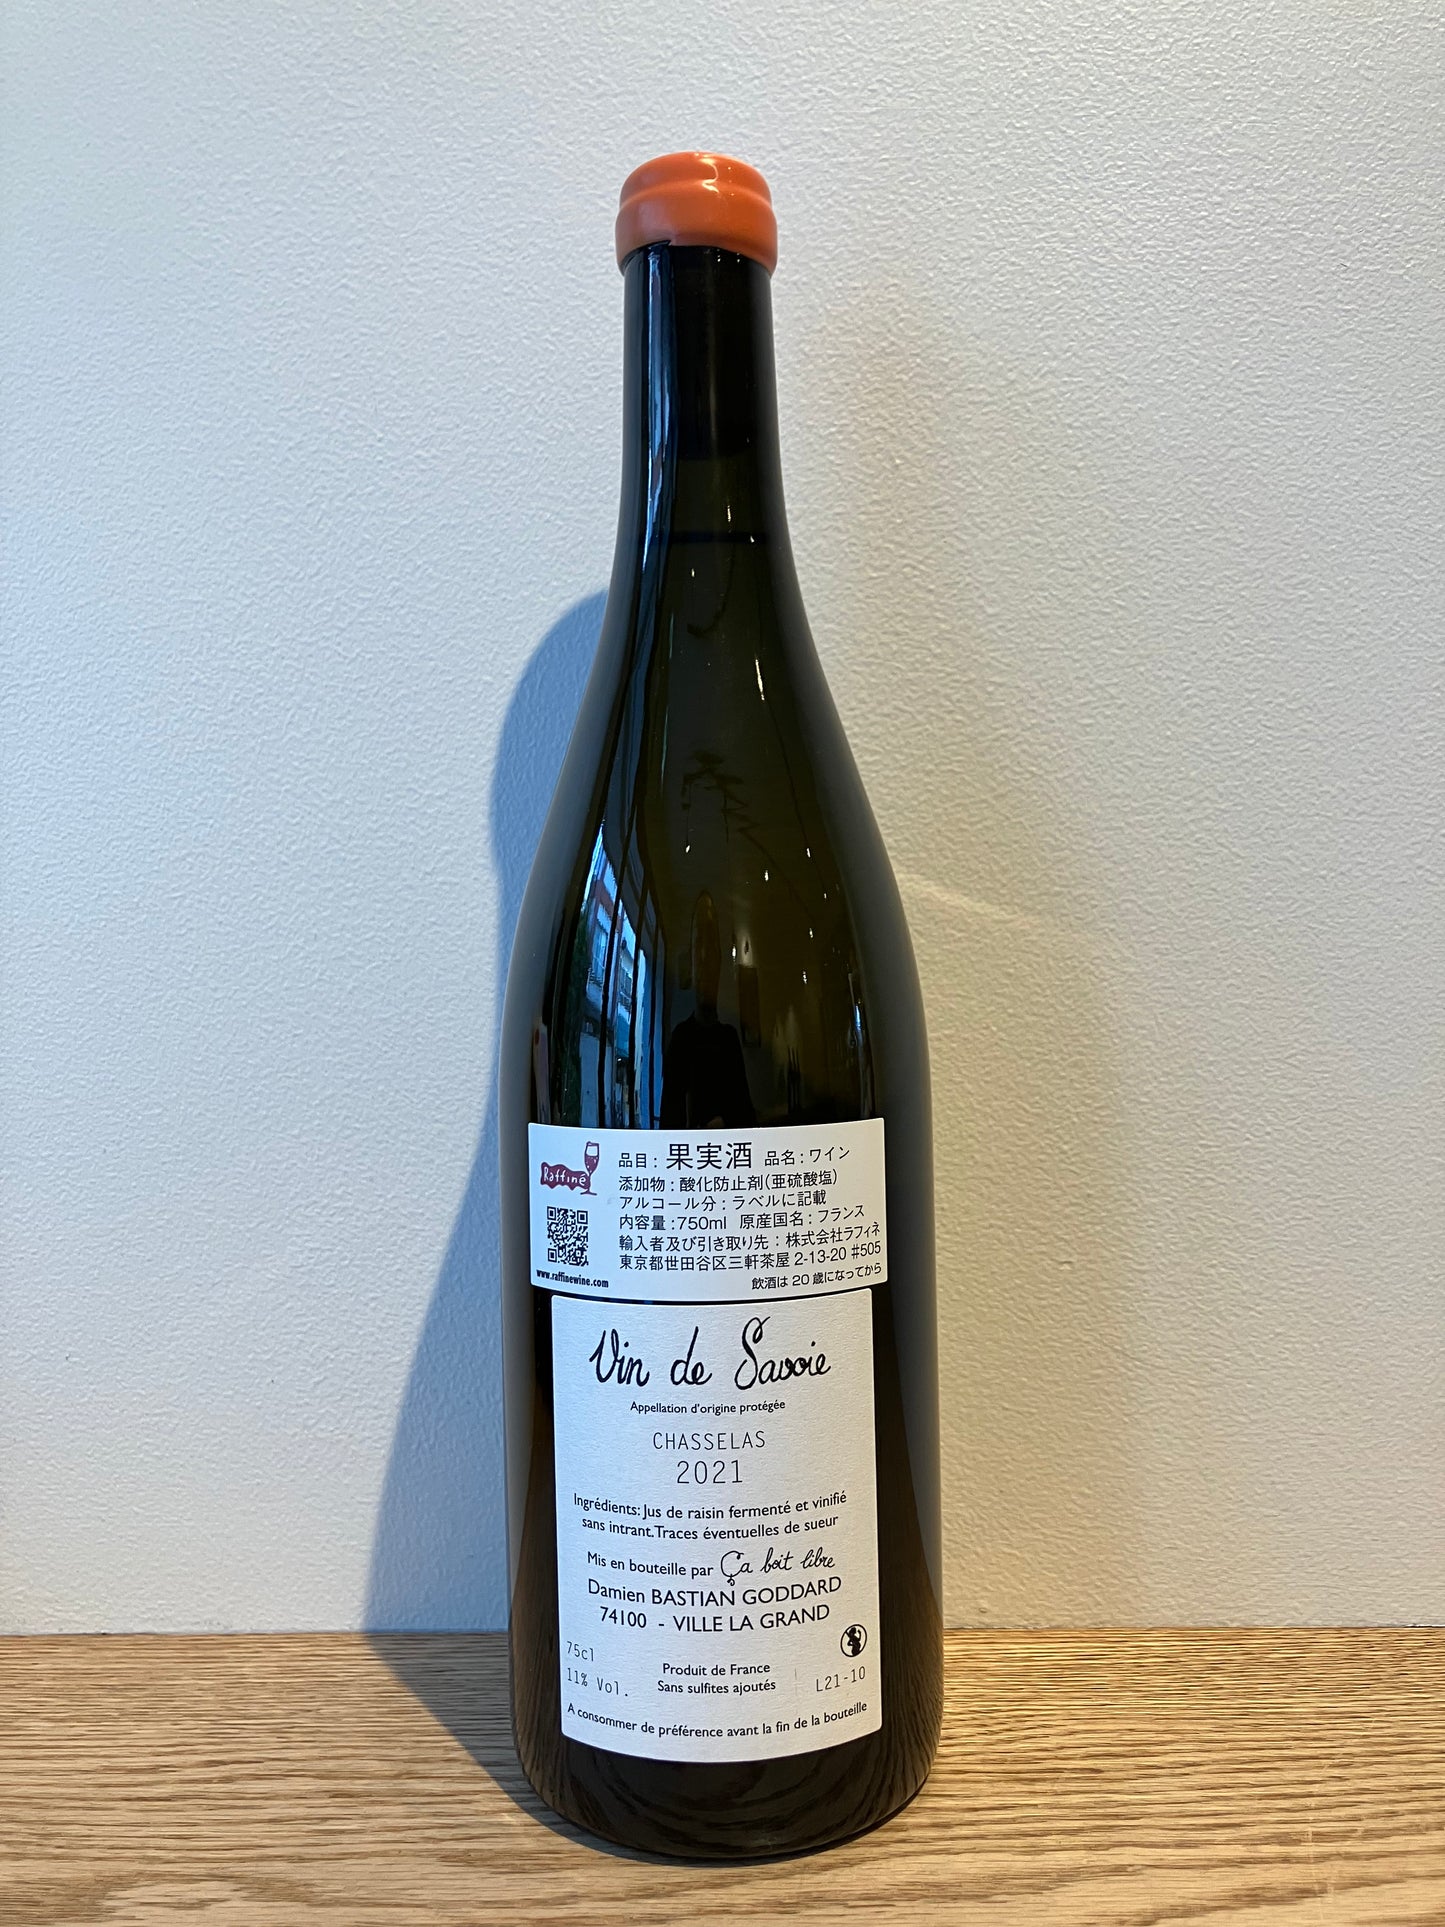 Raffiné
品目 : 果実酒 品名 : ワイン
添加物 : 酸化防止剤(亜硫酸塩)
アルコール分 : ラベルに記載
内容量 : 750ml 原産国名 : フランス
輸入者及び引き取り先 : 株式会社ラフィネ
東京都世田谷区三軒茶屋 2-13-20 #505
www.raffinewine.com
飲酒は 20 歳になってから
Vin de Savoie
Appellation d'origine protégée
CHASSELAS
2021
Ingrédients: Jus de raisin fermenté et vinifié
sans intrant. Traces éventuelles de sueur
Mis en bouteille par Ça boit libre
Damien BASTIAN GODDARD
74100 - VILLE LA GRAND
75cl
11% Vol.
Produit de France
Sans sulfites ajoutés
L21-10
A consommer de préférence avant la fin de la bouteille